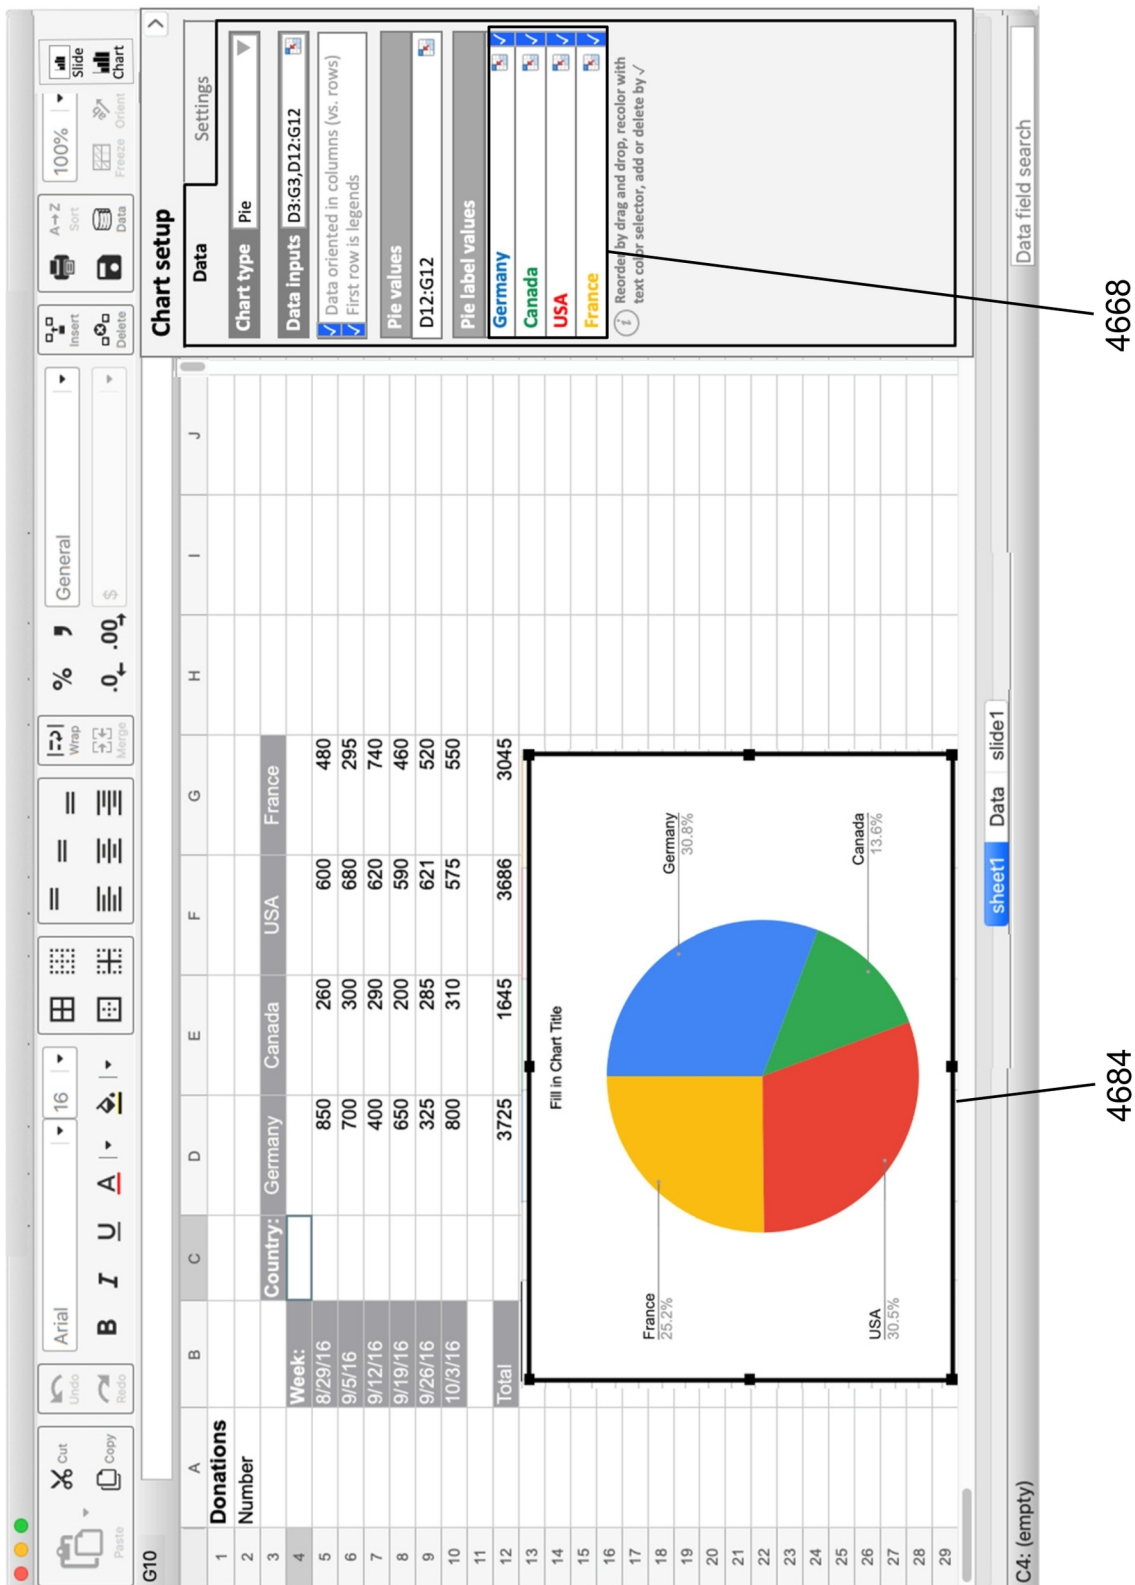 Cut
Copy
Paste
Undo
Redo
Arial
16
B I U A
Wrap
Merge
% ,
.0 .00
General
$
Insert
Delete
A→Z
Sort
Data
100%
Freeze
Orient
Slide
Chart
G10
A B C D E F G H I J
1 Donations
2 Number
3 Country: Germany Canada USA France
4 Week:
5 8/29/16 850 260 600 480
6 9/5/16 700 300 680 295
7 9/12/16 400 290 620 740
8 9/19/16 650 200 590 460
9 9/26/16 325 285 621 520
10 10/3/16 800 310 575 550
11
12 Total 3725 1645 3686 3045
13
14
15
16
17
18
19
20
21
22
23
24
25
26
27
28
29
Fill in Chart Title
France
25.2%
Germany
30.8%
USA
30.5%
Canada
13.6%
Chart setup
Data
Settings
Chart type Pie
Data inputs D3:G3,D12:G12
✓ Data oriented in columns (vs. rows)
✓ First row is legends
Pie values
D12:G12
Pie label values
Germany ✓
Canada ✓
USA ✓
France ✓
i Reorder by drag and drop, recolor with
text color selector, add or delete by ✓
sheet1 Data slide1
C4: (empty)
Data field search
4684
4668